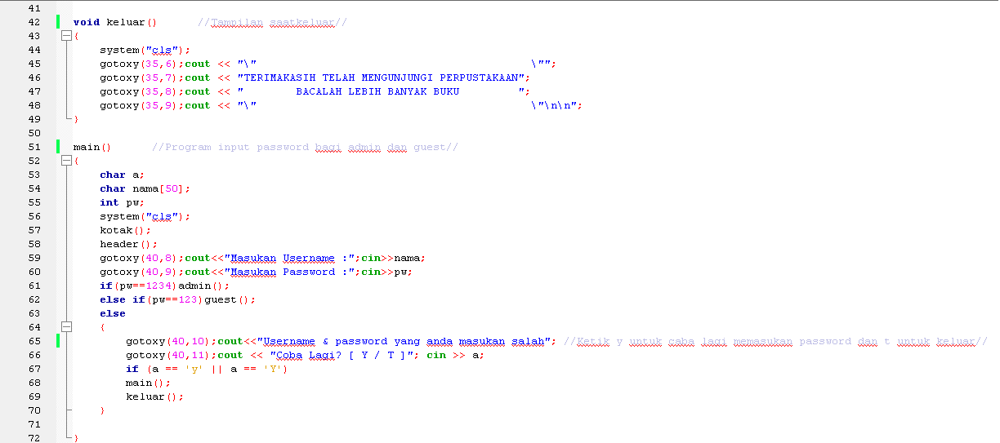 41
42 void keluar() //Tampilan saatkeluar//
43 {
44 system("cls");
45 gotoxy(35,6);cout << "\" \"";
46 gotoxy(35,7);cout << "TERIMAKASIH TELAH MENGUNJUNGI PERPUSTAKAAN";
47 gotoxy(35,8);cout << " BACALAH LEBIH BANYAK BUKU ";
48 gotoxy(35,9);cout << "\" \"\n\n";
49 }
50
51 main() //Program input password bagi admin dan guest//
52 {
53 char a;
54 char nama[50];
55 int pw;
56 system("cls");
57 kotak();
58 header();
59 gotoxy(40,8);cout<<"Masukan Username :";cin>>nama;
60 gotoxy(40,9);cout<<"Masukan Password :";cin>>pw;
61 if(pw==1234)admin();
62 else if(pw==123)guest();
63 else
64 {
65 gotoxy(40,10);cout<<"Username & password yang anda masukan salah"; //Ketik y untuk caba lagi memasukan password dan t untuk keluar//
66 gotoxy(40,11);cout << "Coba Lagi? [ Y / T ]"; cin >> a;
67 if (a == 'y' || a == 'Y')
68 main();
69 keluar();
70 }
71
72 }